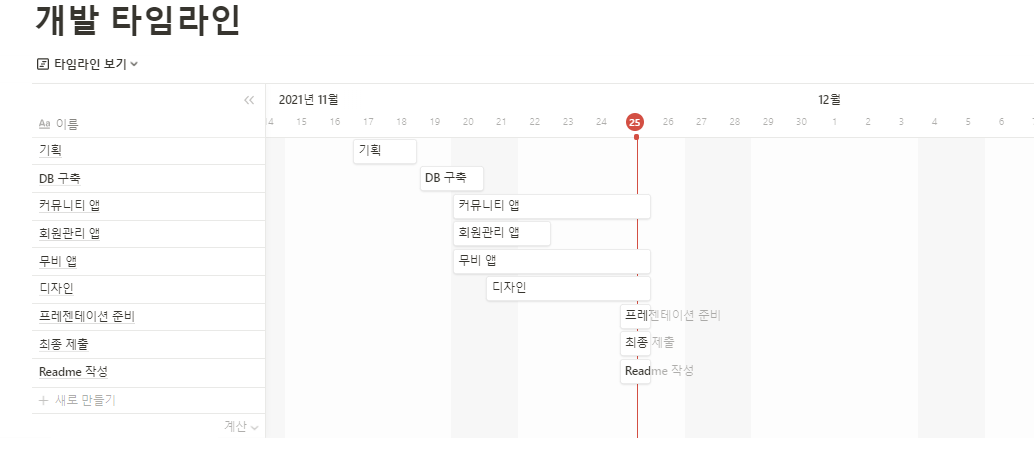 개발 타임라인
타임라인 보기
2021년 11월 12월
이름
4 15 16 17 18 19 20 21 22 23 24 25 26 27 28 29 30 1 2 3 4 5 6
기획 기획
DB 구축 DB 구축
커뮤니티 앱 커뮤니티 앱
회원관리 앱 회원관리 앱
무비 앱 무비 앱
디자인 디자인
프레젠테이션 준비 프레젠테이션 준비
최종 제출 최종 제출
Readme 작성 Readme 작성
+ 새로 만들기
계산